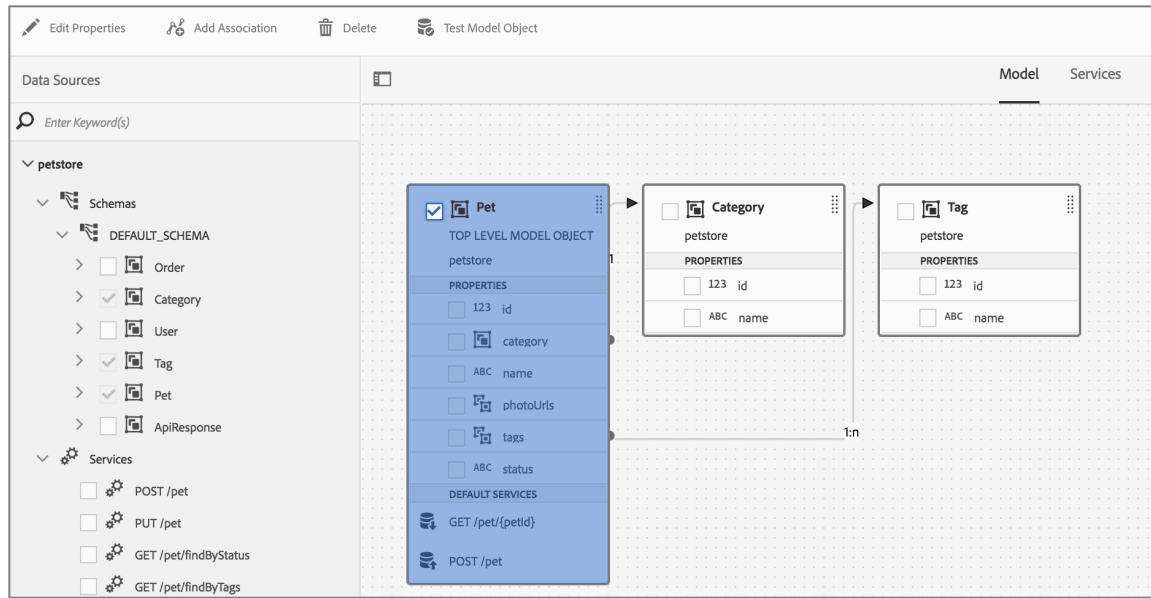 Edit Properties Add Association Delete Test Model Object
Data Sources
Model Services
Enter Keyword(s)
petstore
Schemas
DEFAULT_SCHEMA
Order
Category
User
Tag
Pet
ApiResponse
Services
POST /pet
PUT /pet
GET /pet/findByStatus
GET /pet/findByTags
Pet
TOP LEVEL MODEL OBJECT
petstore
PROPERTIES
123 id
category
ABC name
photoUrls
tags
ABC status
DEFAULT SERVICES
GET /pet/{petId}
POST /pet
1
Category
petstore
PROPERTIES
123 id
ABC name
1:n
Tag
petstore
PROPERTIES
123 id
ABC name